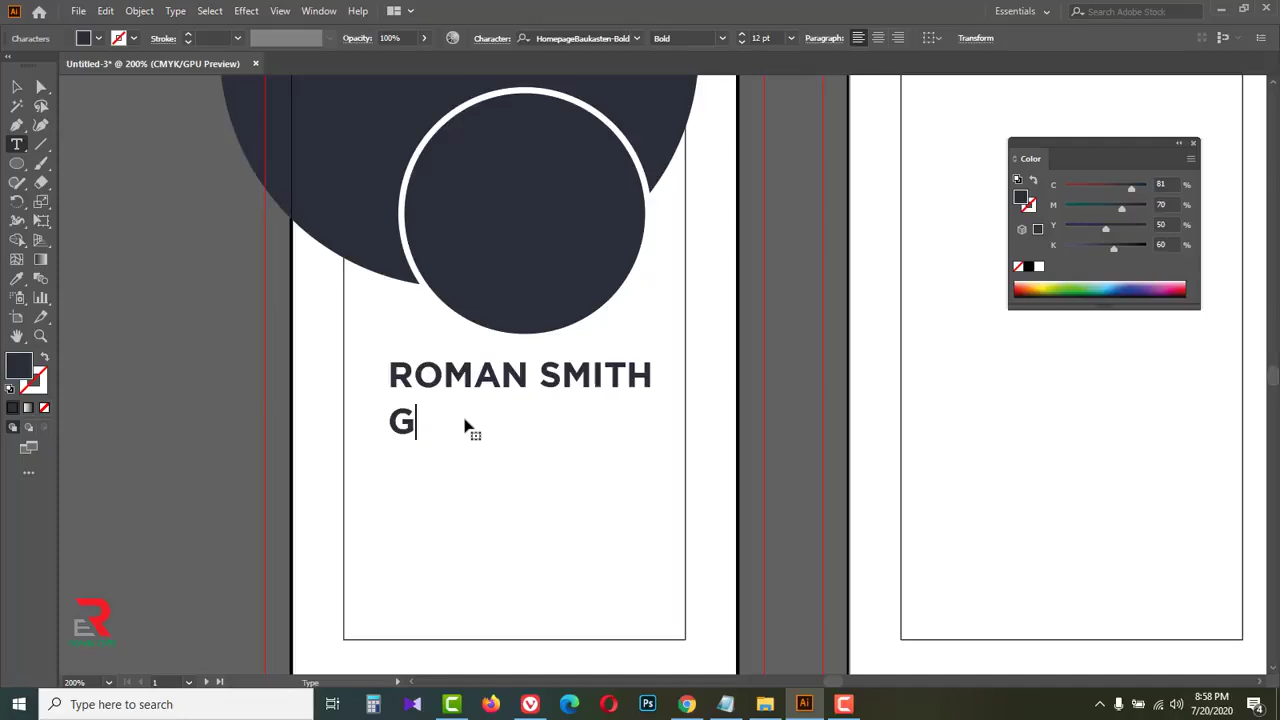 File Edit Object Type Select Effect View Window Help
Essentials
Search Adobe Stock
Characters
Stroke:
Opacity: 100%
Character: HomepageBaukasten-Bold
Bold
12 pt
Paragraph:
Transform
Untitled-3* @ 200% (CMYK/GPU Preview)
Color
C 81 %
M 70 %
Y 50 %
K 60 %
ROMAN SMITH
G
ER
200%
1
Type
Type here to search
8:58 PM
7/20/2020
4